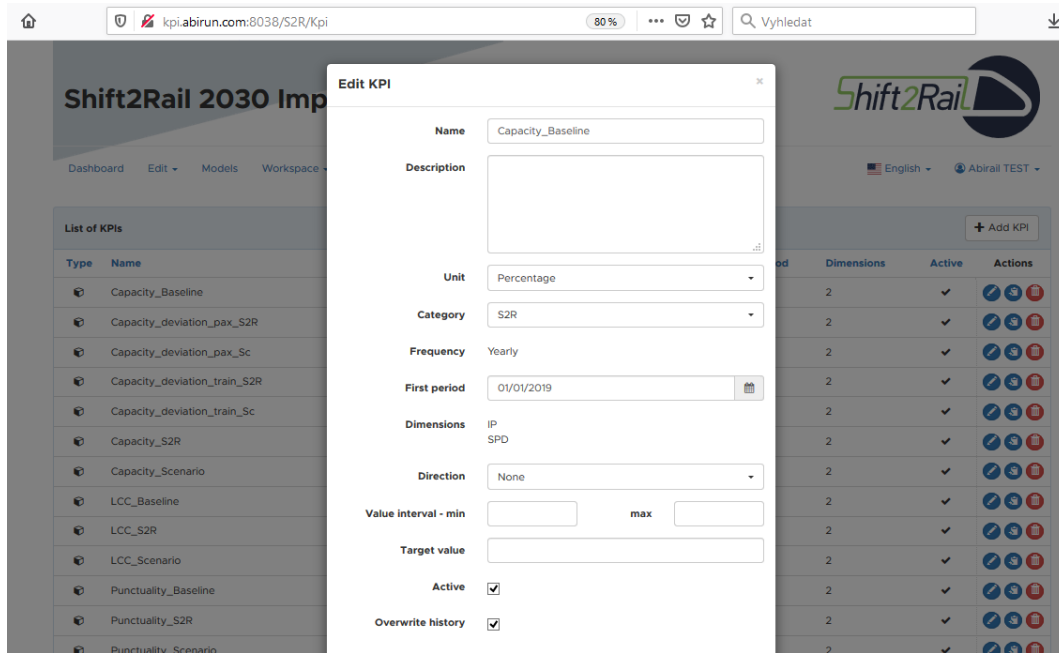 kpi.abirun.com:8038/S2R/Kpi
80 %
Vyhledat
Shift2Rail 2030 Imp
Shift2Rail
Dashboard
Edit
Models
Workspace
English
Abirail TEST
List of KPIs
+ Add KPI
Type Name od Dimensions Active Actions
Capacity_Baseline 2
Capacity_deviation_pax_S2R 2
Capacity_deviation_pax_Sc 2
Capacity_deviation_train_S2R 2
Capacity_deviation_train_Sc 2
Capacity_S2R 2
Capacity_Scenario 2
LCC_Baseline 2
LCC_S2R 2
LCC_Scenario 2
Punctuality_Baseline 2
Punctuality_S2R 2
Punctuality_Scenario 2
Edit KPI
×
Name Capacity_Baseline
Description
Unit Percentage
Category S2R
Frequency Yearly
First period 01/01/2019
Dimensions IP
SPD
Direction None
Value interval - min max
Target value
Active
Overwrite history